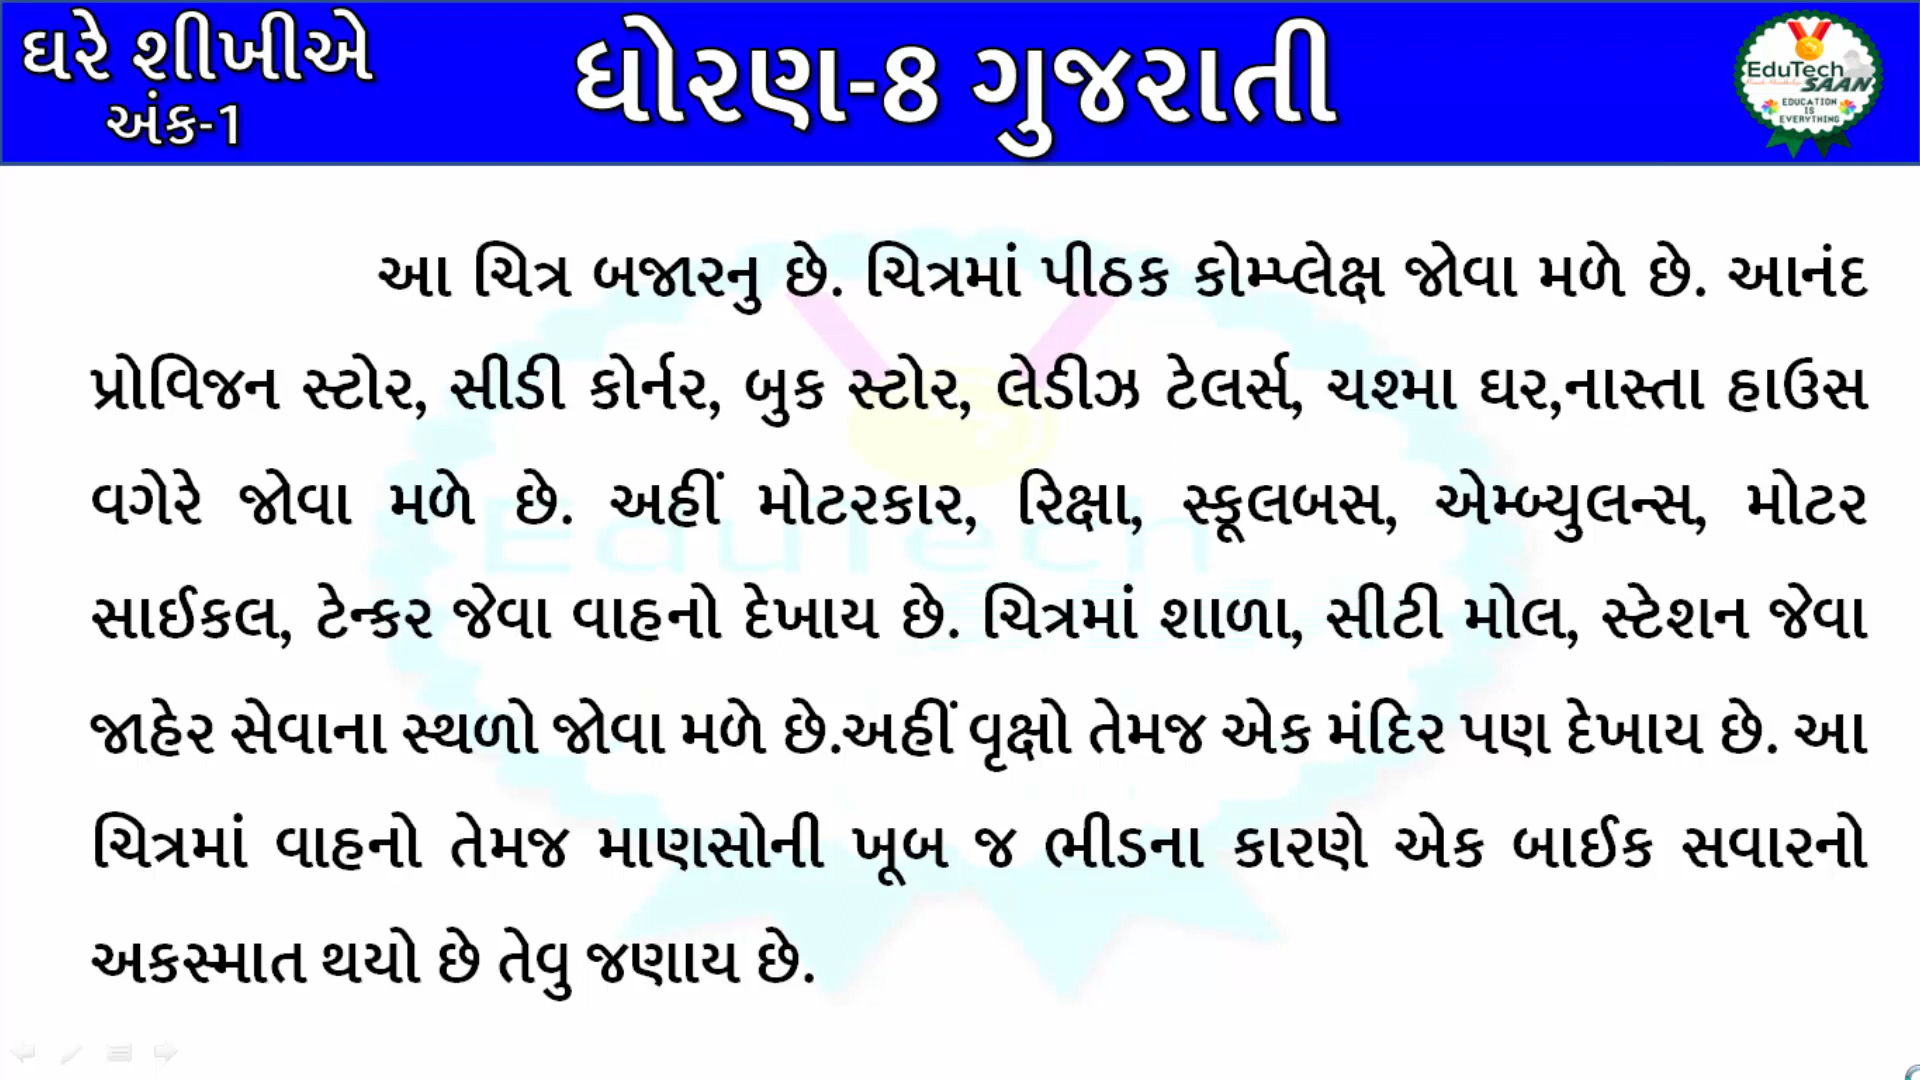 ઘરે શીખીએ
અંક-1
ધોરણ-8 ગુજરાતી
EduTech
SAAN
EDUCATION
IS
EVERYTHING
આ ચિત્ર બજારનુ છે. ચિત્રમાં પીઠક કોમ્પ્લેક્ષ જોવા મળે છે. આનંદ
પ્રોવિજન સ્ટોર, સીડી કોર્નર, બુક સ્ટોર, લેડીઝ ટેલર્સ, ચશ્મા ઘર,નાસ્તા હાઉસ
વગેરે જોવા મળે છે. અહીં મોટરકાર, રિક્ષા, સ્કૂલબસ, એમ્બ્યુલન્સ, મોટર
સાઈકલ, ટેન્કર જેવા વાહનો દેખાય છે. ચિત્રમાં શાળા, સીટી મોલ, સ્ટેશન જેવા
જાહેર સેવાના સ્થળો જોવા મળે છે.અહીં વૃક્ષો તેમજ એક મંદિર પણ દેખાય છે. આ
ચિત્રમાં વાહનો તેમજ માણસોની ખૂબ જ ભીડના કારણે એક બાઈક સવારનો
અકસ્માત થયો છે તેવુ જણાય છે.
EduTech